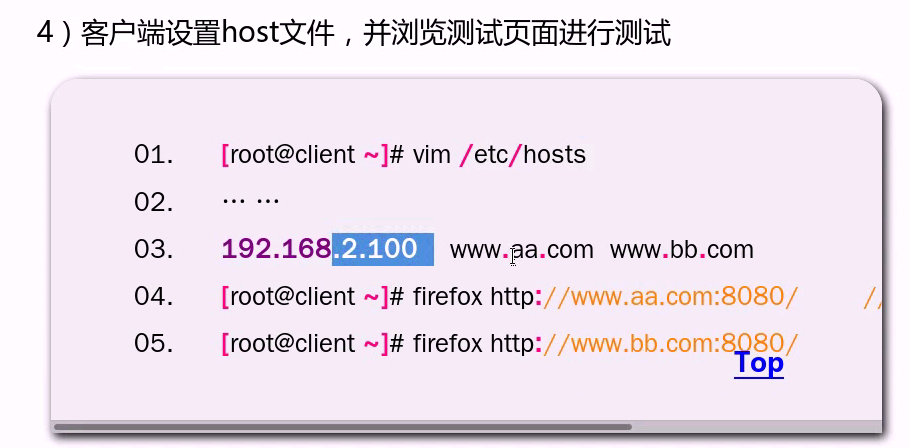 4）客户端设置host文件，并浏览测试页面进行测试
01. [root@client ~]# vim /etc/hosts
02. … …
03. 192.168.2.100 www.aa.com www.bb.com
04. [root@client ~]# firefox http://www.aa.com:8080/ //
05. [root@client ~]# firefox http://www.bb.com:8080/
Top